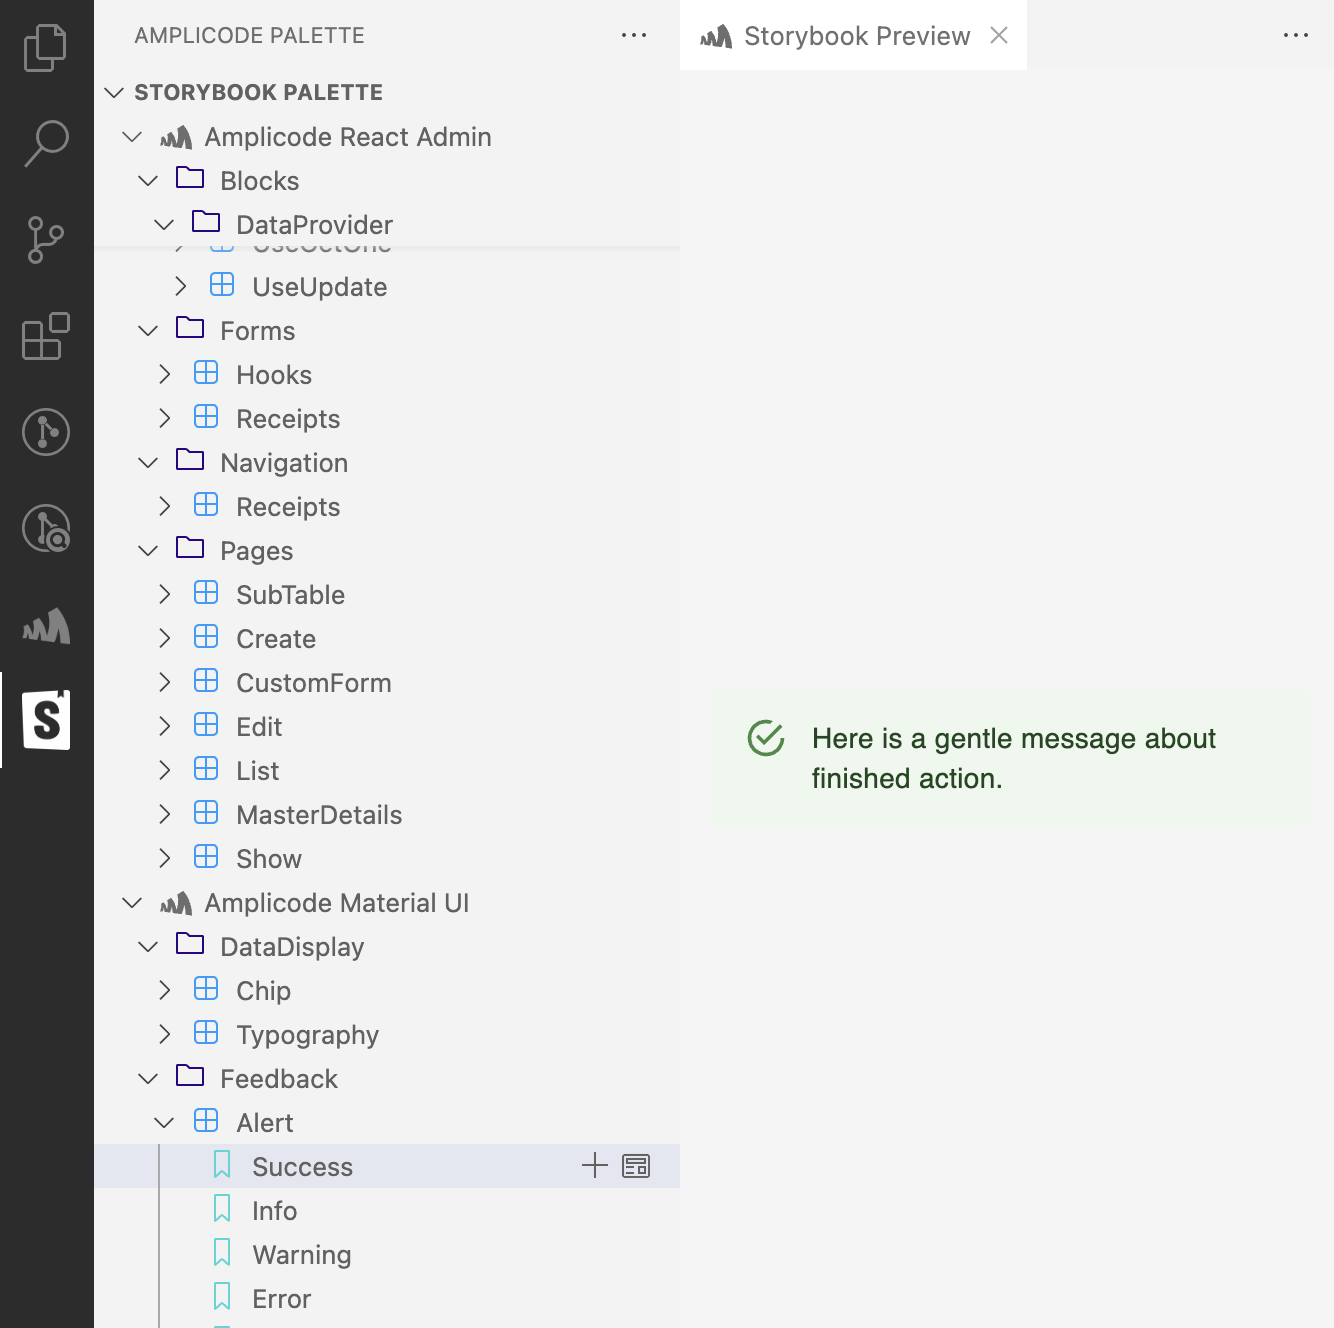 AMPLICODE PALETTE
STORYBOOK PALETTE
Amplicode React Admin
Blocks
DataProvider
UseGetOne
UseUpdate
Forms
Hooks
Receipts
Navigation
Receipts
Pages
SubTable
Create
CustomForm
Edit
List
MasterDetails
Show
Amplicode Material UI
DataDisplay
Chip
Typography
Feedback
Alert
Success
Info
Warning
Error
Storybook Preview
Here is a gentle message about
finished action.